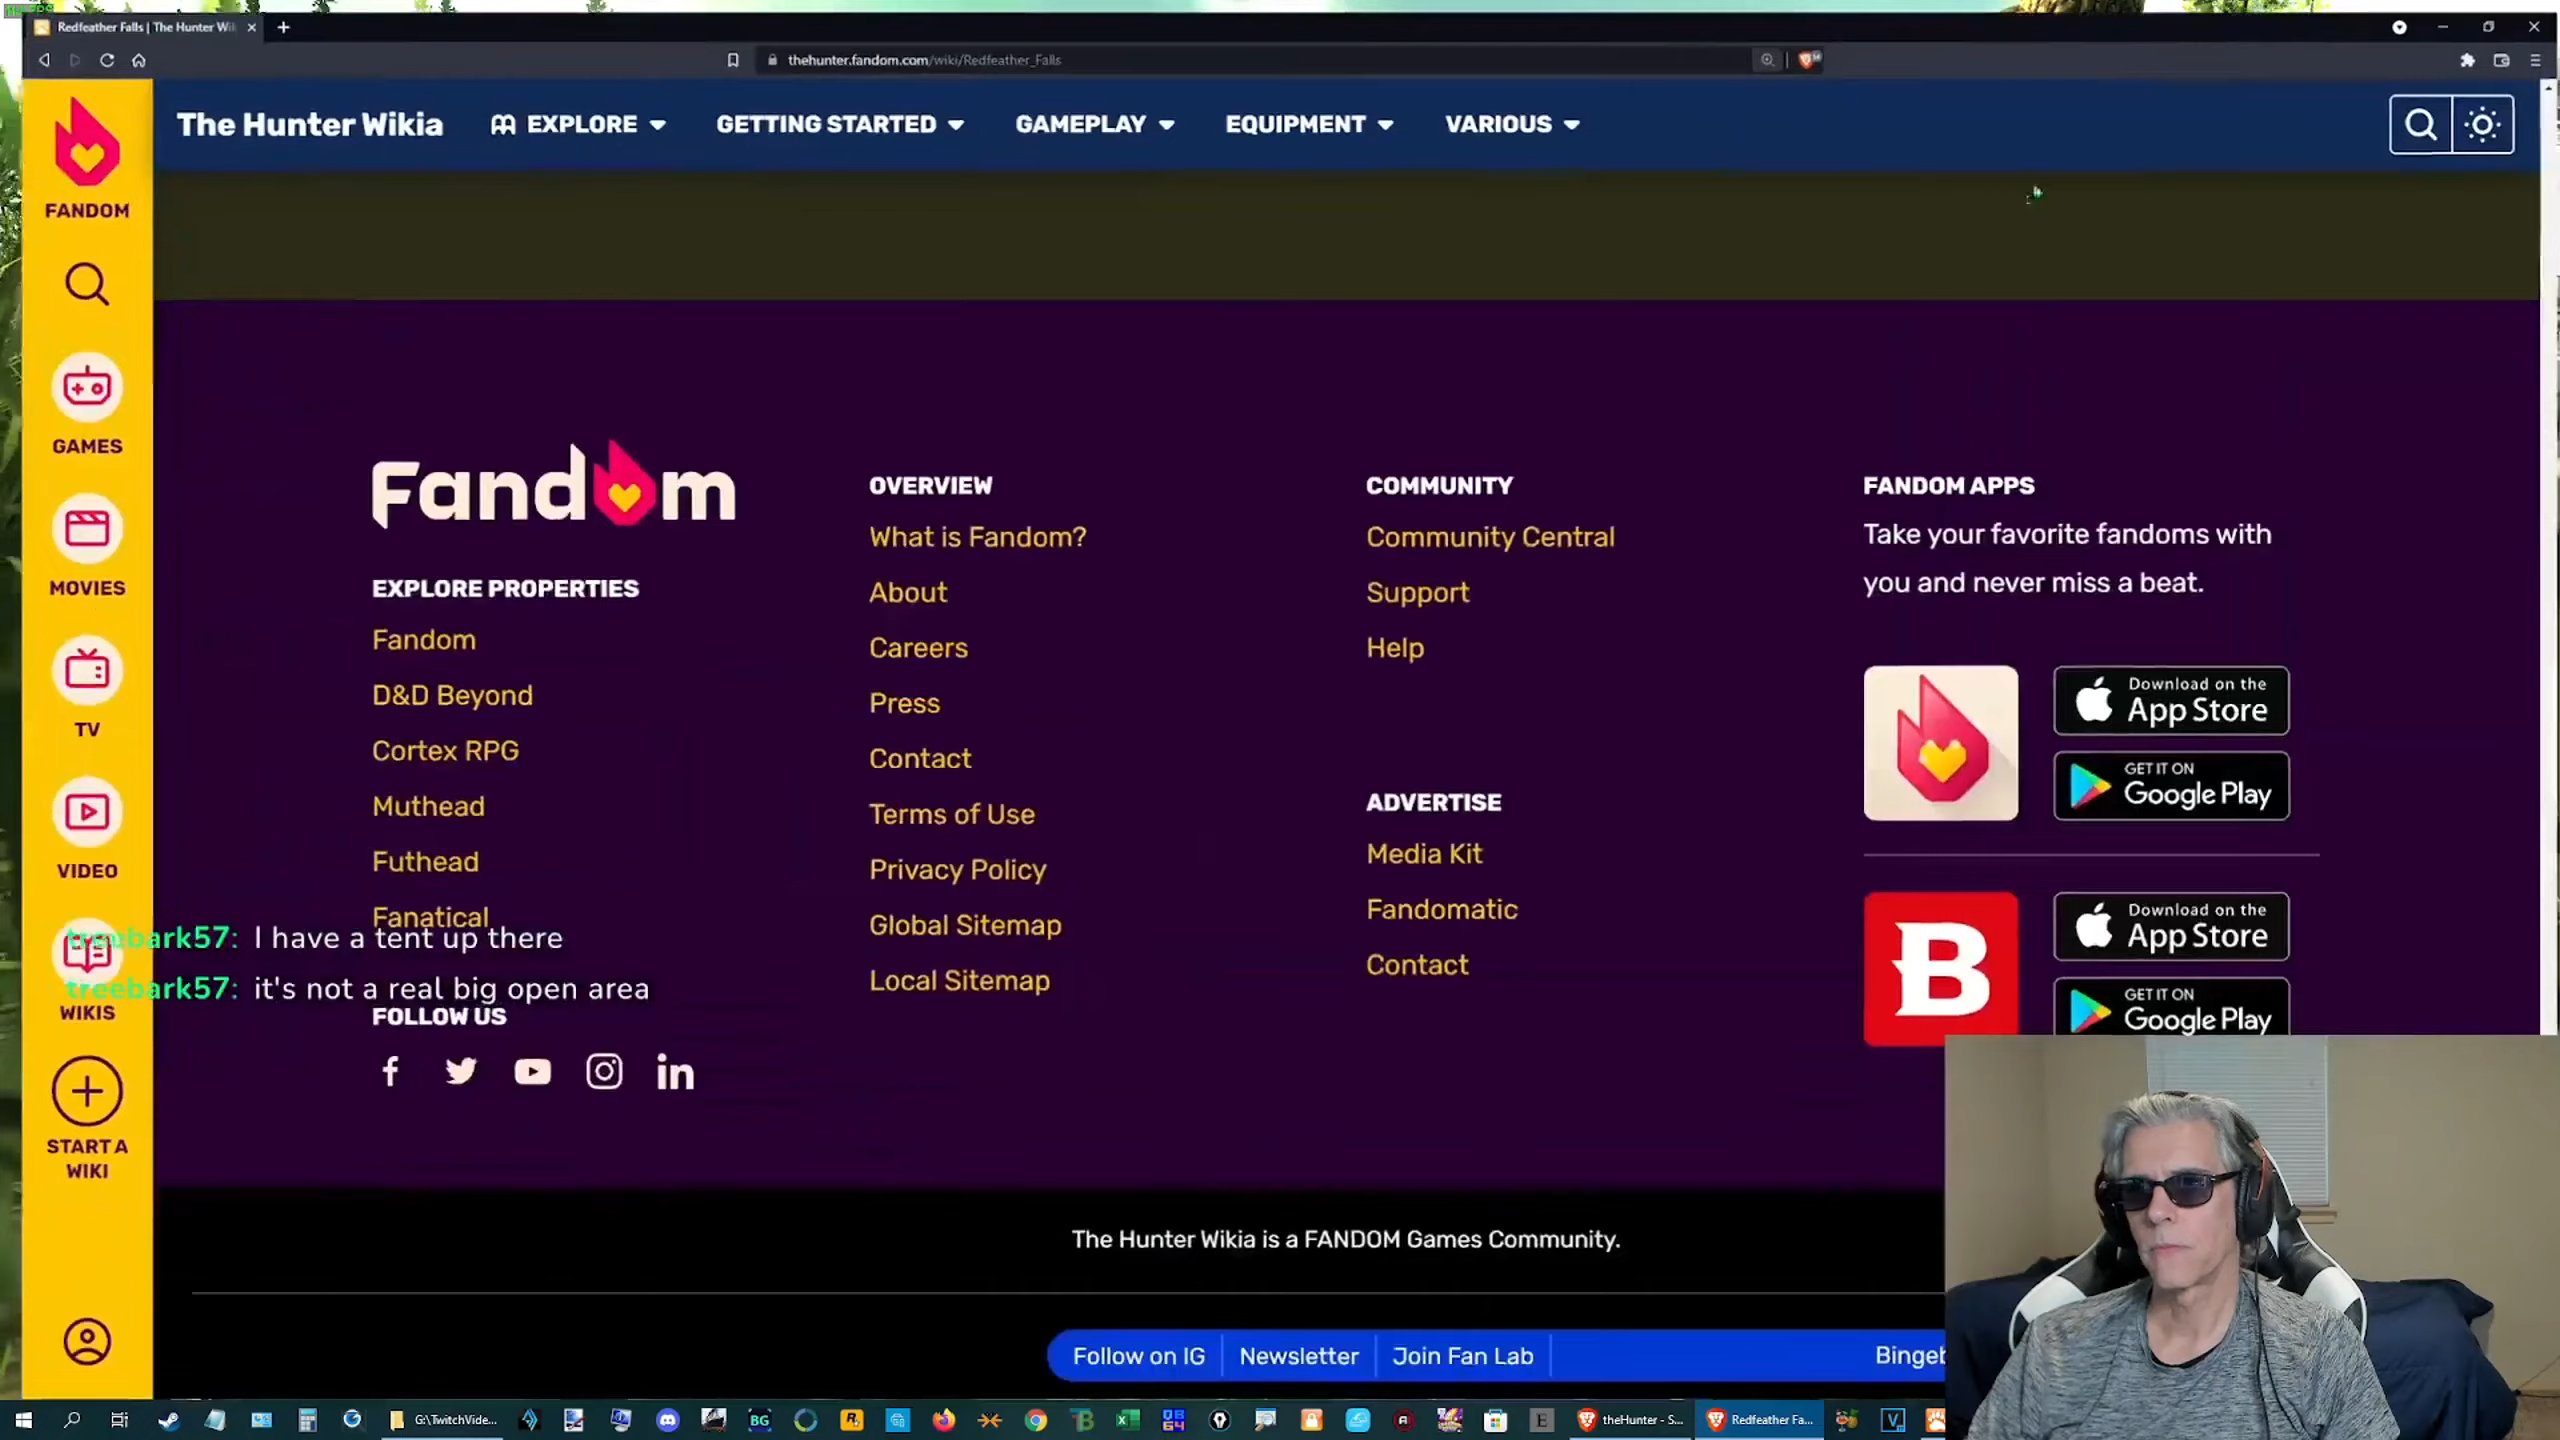 Redfeather Falls | The Hunter Wi
thehunter.fandom.com/wiki/Redfeather_Falls
The Hunter Wikia
EXPLORE
GETTING STARTED
GAMEPLAY
EQUIPMENT
VARIOUS
FANDOM
GAMES
MOVIES
TV
VIDEO
WIKIS
START A
WIKI
Fandom
EXPLORE PROPERTIES
Fandom
D&D Beyond
Cortex RPG
Muthead
Futhead
Fanatical
treebark57: I have a tent up there
treebark57: it's not a real big open area
FOLLOW US
OVERVIEW
What is Fandom?
About
Careers
Press
Contact
Terms of Use
Privacy Policy
Global Sitemap
Local Sitemap
COMMUNITY
Community Central
Support
Help
ADVERTISE
Media Kit
Fandomatic
Contact
FANDOM APPS
Take your favorite fandoms with
you and never miss a beat.
Download on the
App Store
GET IT ON
Google Play
B
Download on the
App Store
GET IT ON
Google Play
The Hunter Wikia is a FANDOM Games Community.
Follow on IG
Newsletter
Join Fan Lab
Bingeb
G:\TwitchVide...
BG
theHunter - S...
Redfeather Fa...